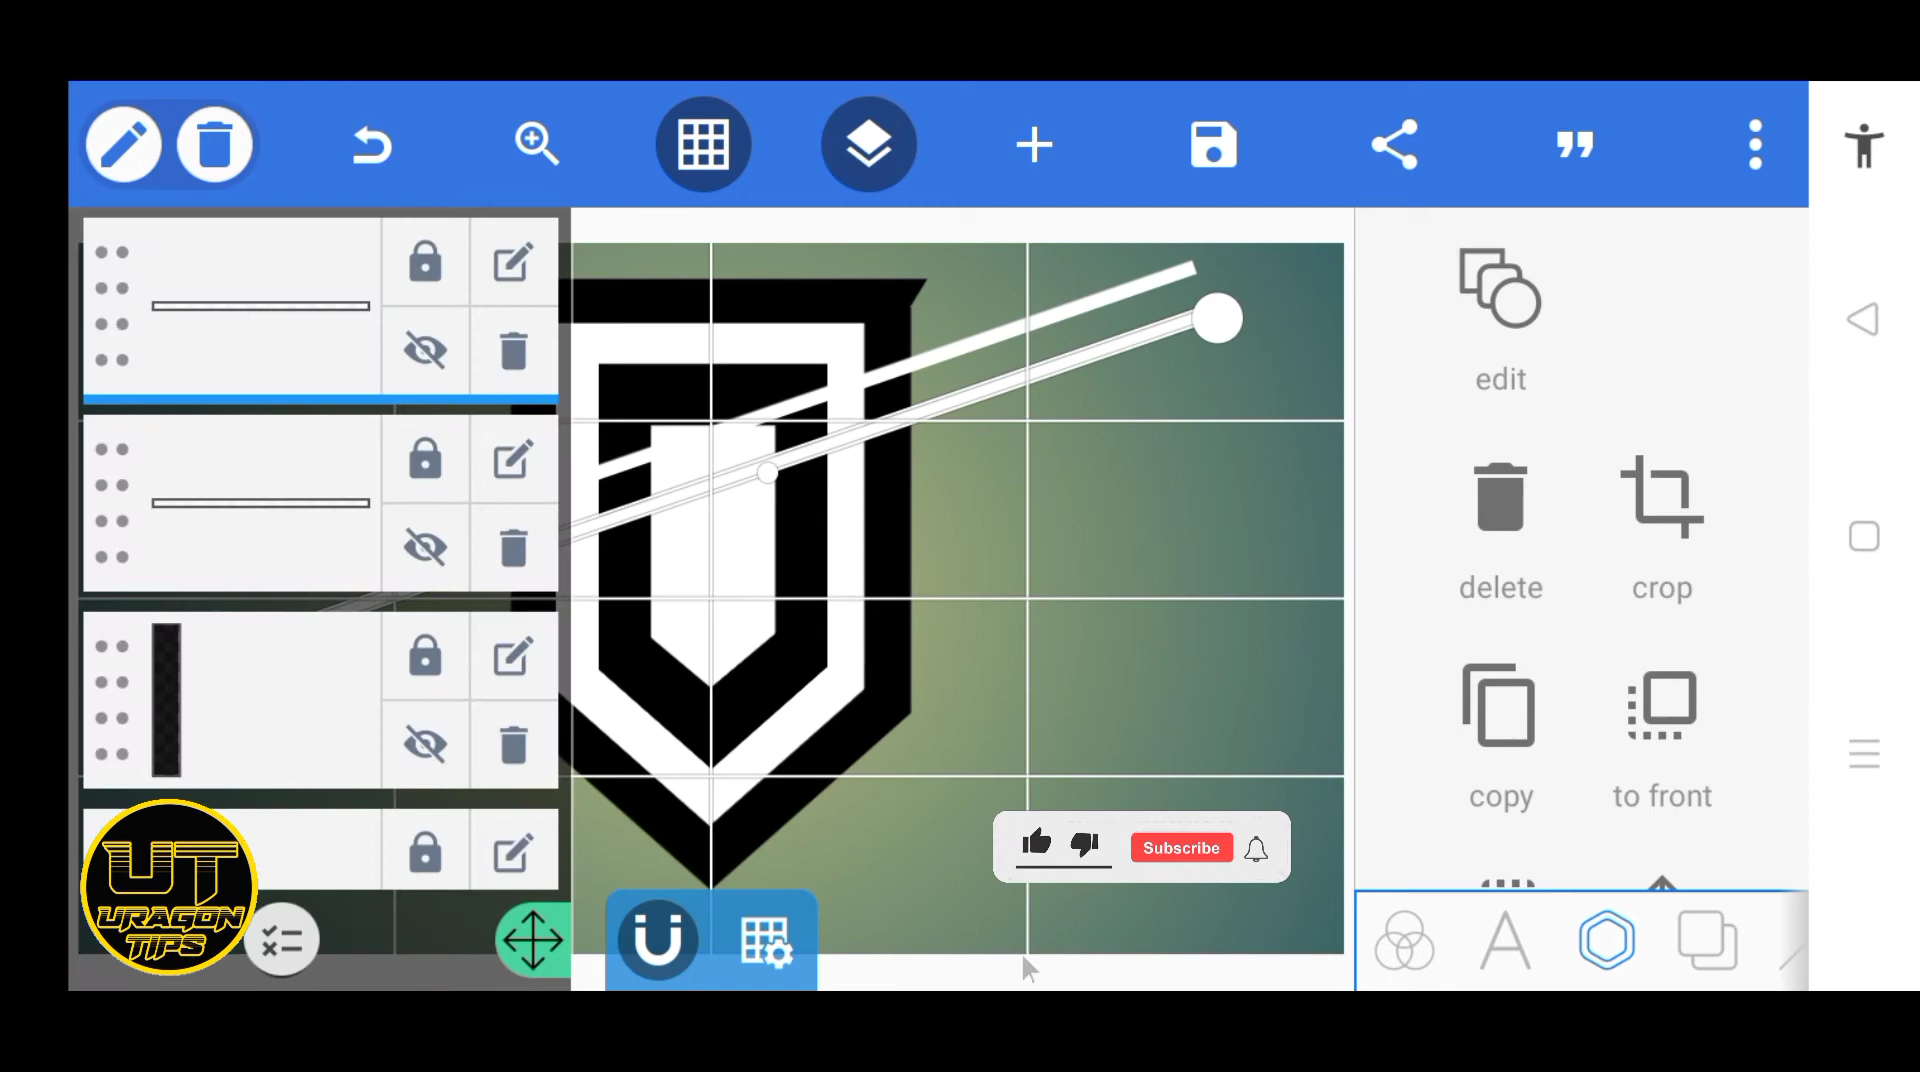 edit
delete
crop
copy
to front
Subscribe
UT
URAGON
TIPS